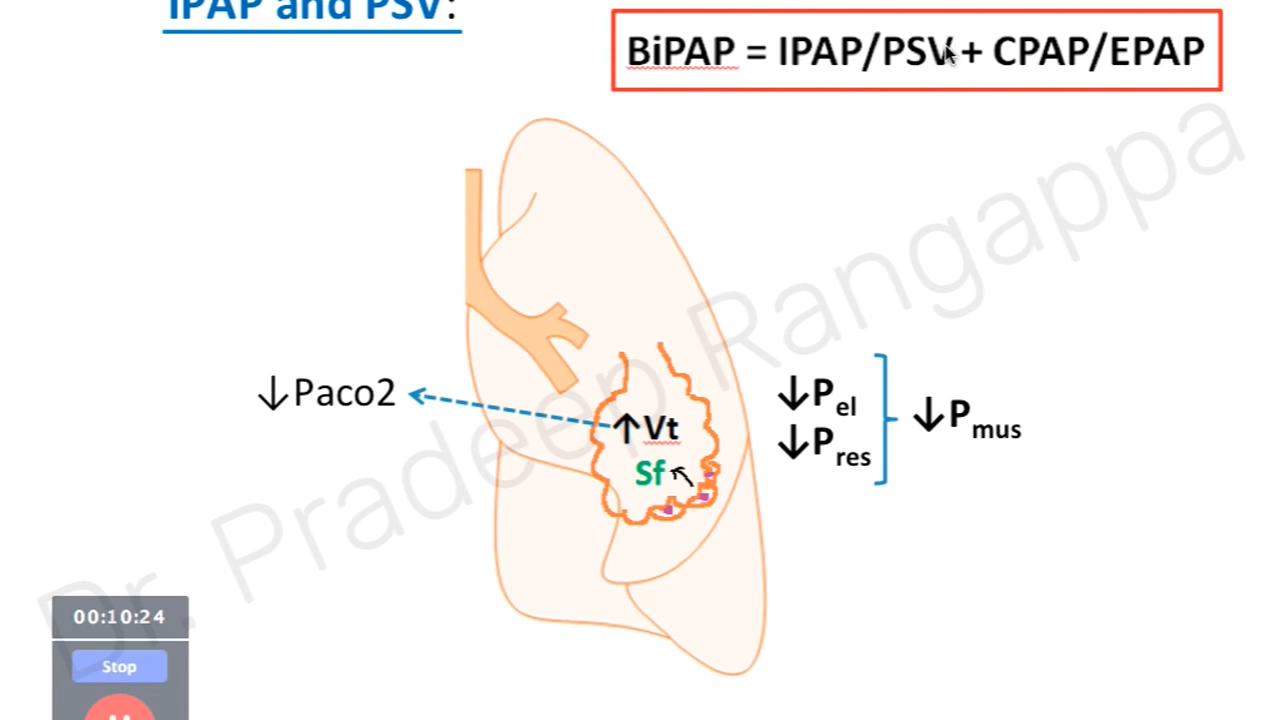 IPAP and PSV:
BiPAP = IPAP/PSV + CPAP/EPAP
↓Paco2
↑Vt
Sf
↓Pel
↓Pres
↓Pmus
Dr. Pradeep Rangappa
00:10:24
Stop